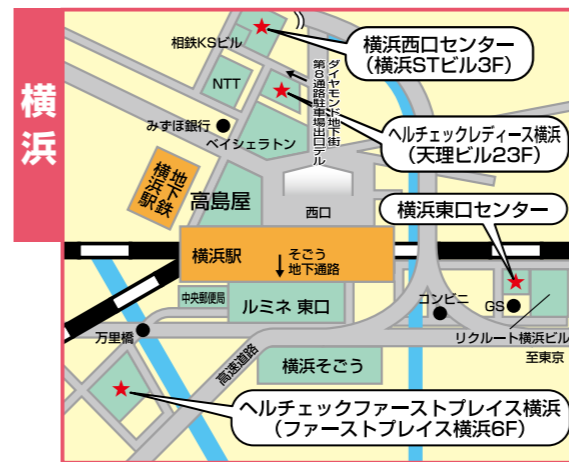 横浜
相鉄KSビル
横浜西口センター
(横浜STビル3F)
NTT
ダイヤモンド地下街
第8通路駐車場出口デル
みずほ銀行
ベイシェラトン
ヘルチェックレディース横浜
(天理ビル23F)
地下鉄
横浜駅
高島屋
西口
横浜東口センター
横浜駅
そごう
地下通路
中央郵便局
ルミネ 東口
コンビニ
GS
万里橋
リクルート横浜ビル
至東京
高速道路
横浜そごう
ヘルチェックファーストプレイス横浜
(ファーストプレイス横浜6F)